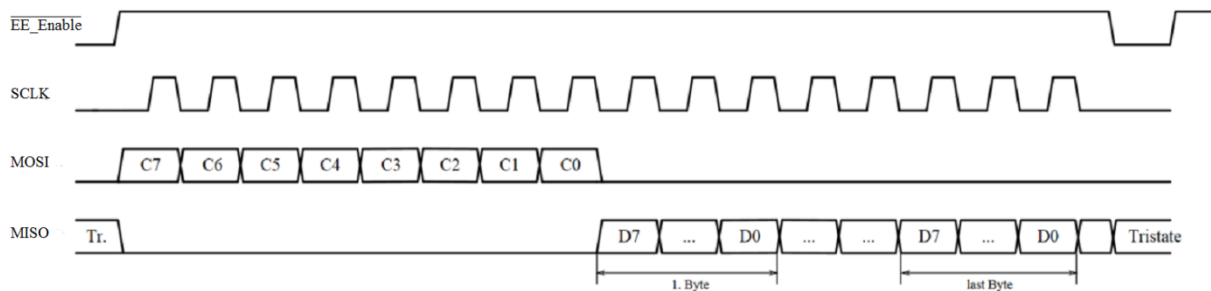 EE_Enable
SCLK
MOSI C7 C6 C5 C4 C3 C2 C1 C0
MISO Tr. D7 ... D0 ... ... D7 ... D0 Tristate
1. Byte last Byte